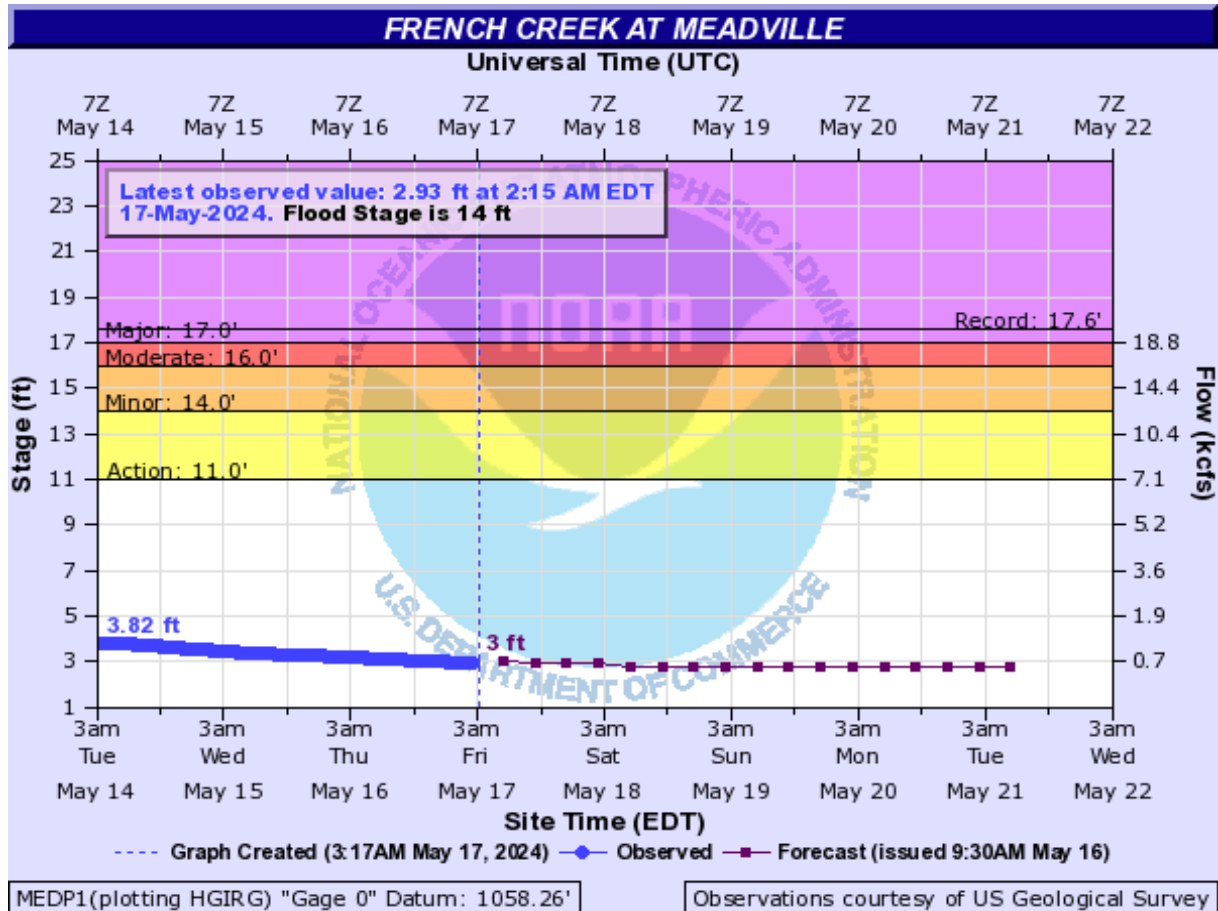 FRENCH CREEK AT MEADVILLE
Universal Time (UTC)
7Z 7Z 7Z 7Z 7Z 7Z 7Z 7Z 7Z
May 14 May 15 May 16 May 17 May 18 May 19 May 20 May 21 May 22
Latest observed value: 2.93 ft at 2:15 AM EDT
17-May-2024. Flood Stage is 14 ft
NATIONAL OCEANIC AND ATMOSPHERIC ADMINISTRATION
NOAA
U.S. DEPARTMENT OF COMMERCE
Stage (ft)
25
23
21
19
17
15
13
11
9
7
5
3
1
Record: 17.6'
Major: 17.0'
Moderate: 16.0'
Minor: 14.0'
Action: 11.0'
3.82 ft
3 ft
18.8
14.4
10.4
7.1
5.2
3.6
1.9
0.7
Flow (kcfs)
3am 3am 3am 3am 3am 3am 3am 3am 3am
Tue Wed Thu Fri Sat Sun Mon Tue Wed
May 14 May 15 May 16 May 17 May 18 May 19 May 20 May 21 May 22
Site Time (EDT)
Graph Created (3:17AM May 17, 2024) Observed Forecast (issued 9:30AM May 16)
MEDP1(plotting HGIRG) "Gage 0" Datum: 1058.26'
Observations courtesy of US Geological Survey